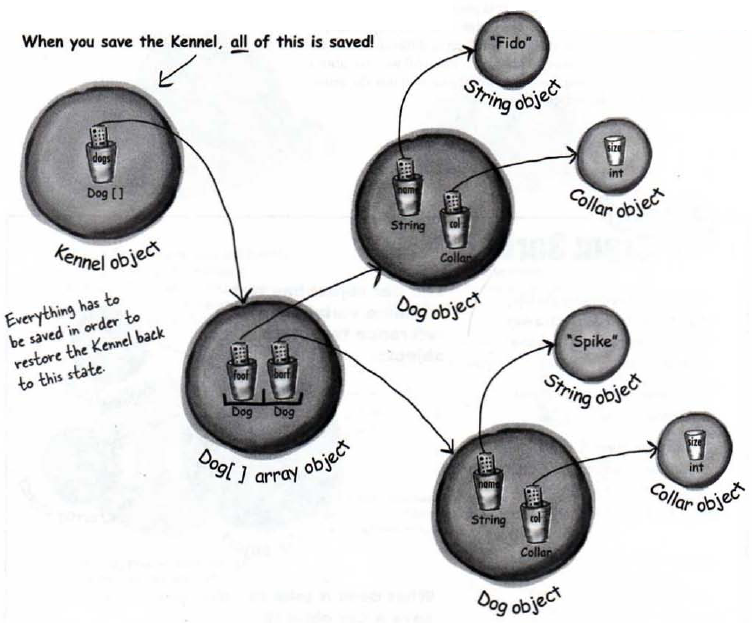 When you save the Kennel, all of this is saved!
"Fido"
String object
dogs
Dog [ ]
Kennel object
name
String
col
Collar
Dog object
size
int
Collar object
Everything has to
be saved in order to
restore the Kennel back
to this state.
foof
barf
Dog
Dog
Dog[ ] array object
"Spike"
String object
name
String
col
Collar
Dog object
size
int
Collar object